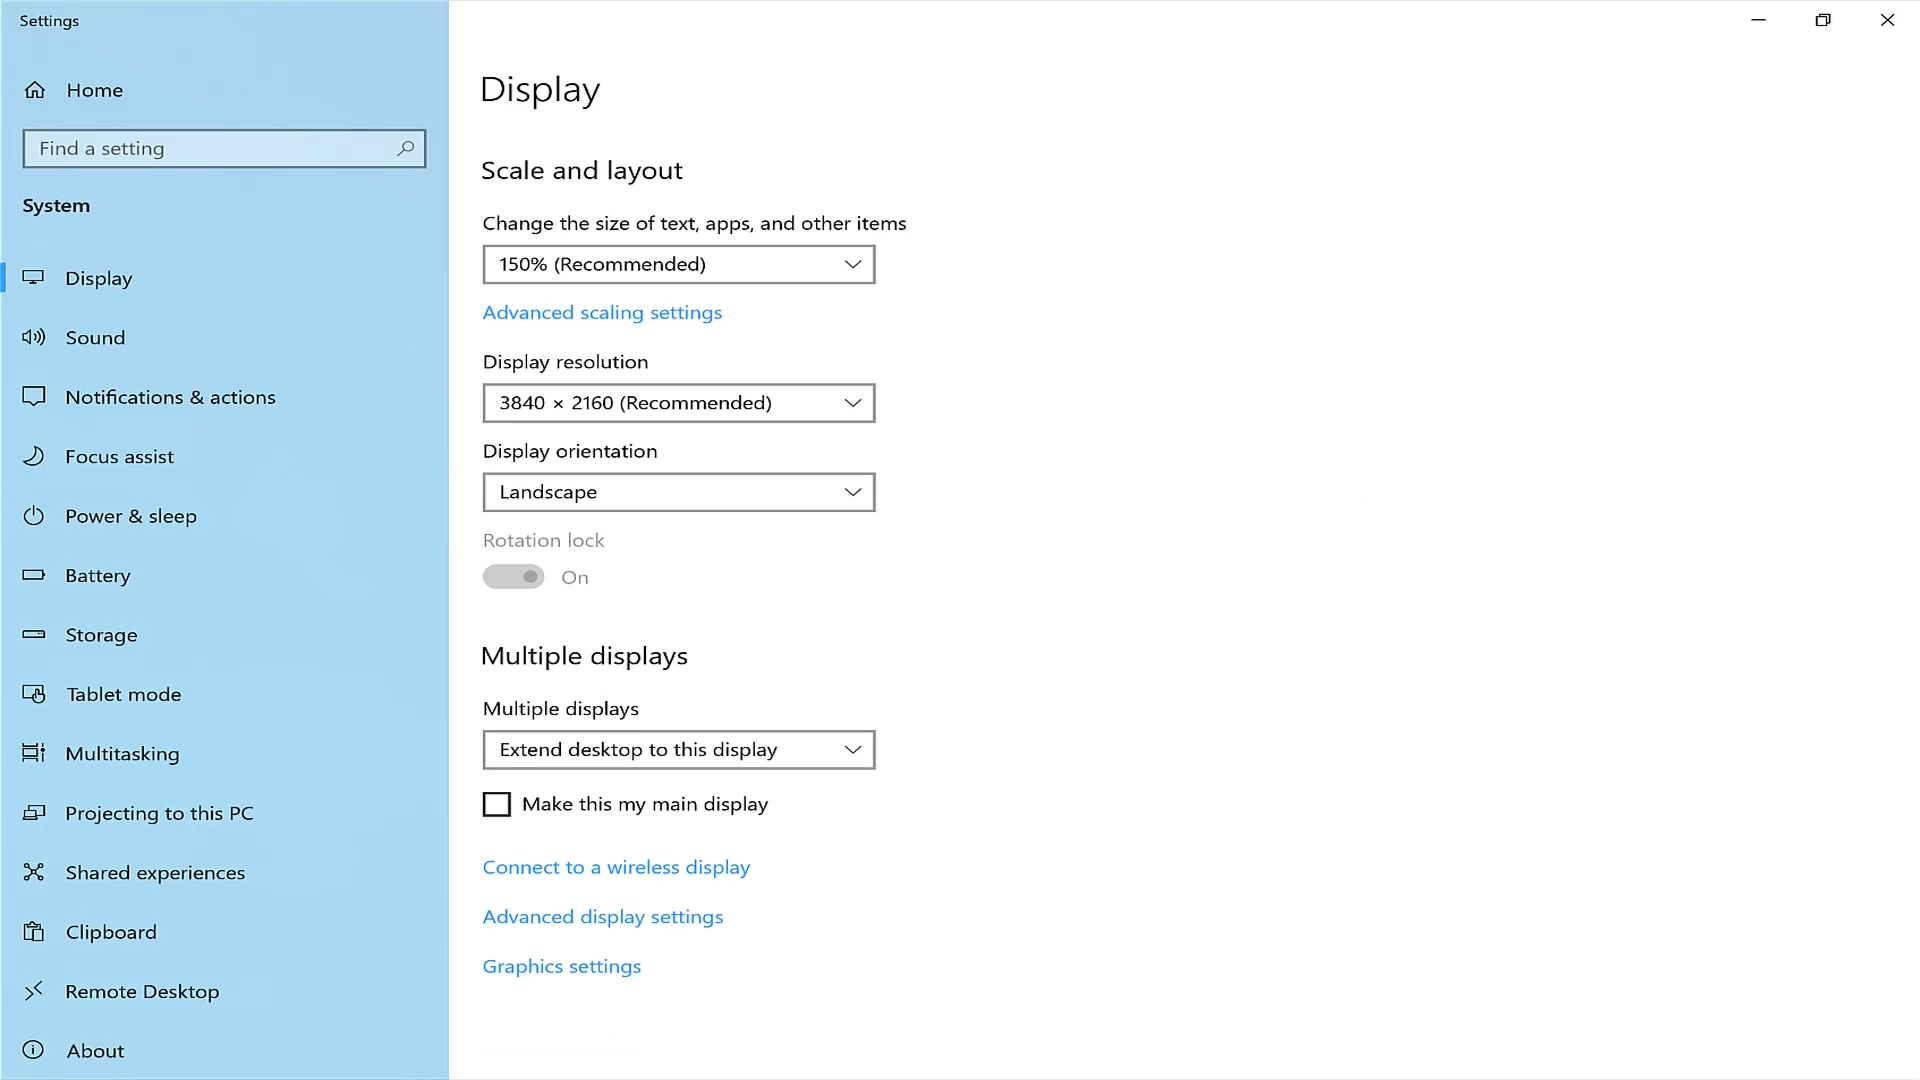 Settings
Home
Find a setting
System
Display
Sound
Notifications & actions
Focus assist
Power & sleep
Battery
Storage
Tablet mode
Multitasking
Projecting to this PC
Shared experiences
Clipboard
Remote Desktop
About
Display
Scale and layout
Change the size of text, apps, and other items
150% (Recommended)
Advanced scaling settings
Display resolution
3840 × 2160 (Recommended)
Display orientation
Landscape
Rotation lock
On
Multiple displays
Multiple displays
Extend desktop to this display
Make this my main display
Connect to a wireless display
Advanced display settings
Graphics settings